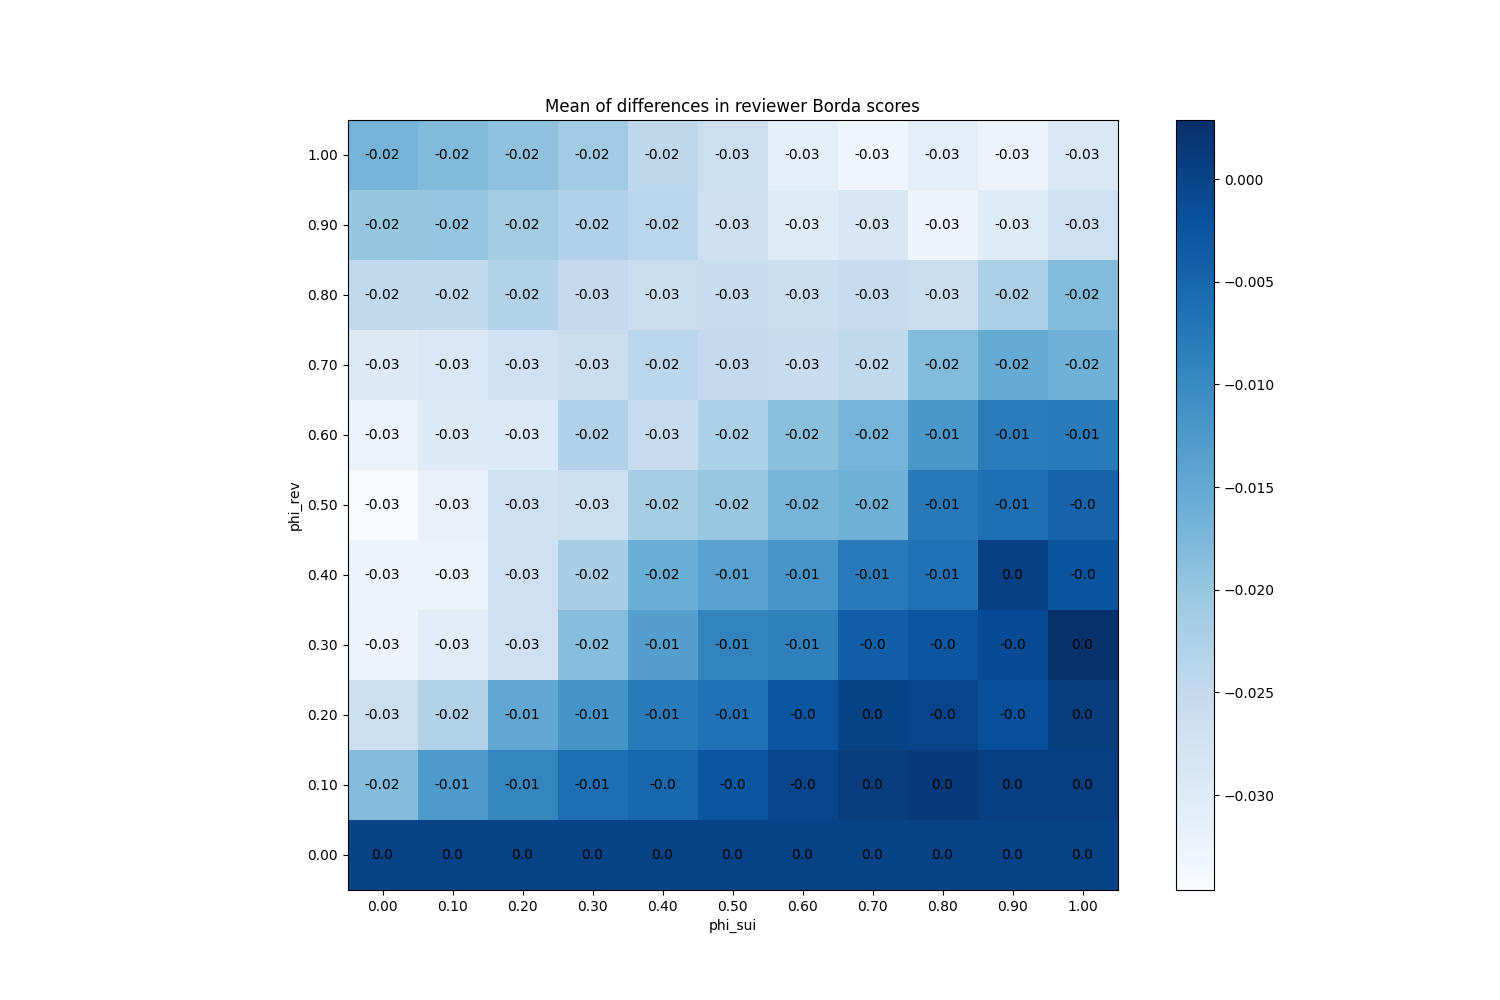 Mean of differences in reviewer Borda scores
1.00 -0.02 -0.02 -0.02 -0.02 -0.02 -0.03 -0.03 -0.03 -0.03 -0.03 -0.03
0.90 -0.02 -0.02 -0.02 -0.02 -0.02 -0.03 -0.03 -0.03 -0.03 -0.03 -0.03
0.80 -0.02 -0.02 -0.02 -0.03 -0.03 -0.03 -0.03 -0.03 -0.03 -0.02 -0.02
0.70 -0.03 -0.03 -0.03 -0.03 -0.02 -0.03 -0.03 -0.02 -0.02 -0.02 -0.02
0.60 -0.03 -0.03 -0.03 -0.02 -0.03 -0.02 -0.02 -0.02 -0.01 -0.01 -0.01
0.50 -0.03 -0.03 -0.03 -0.03 -0.02 -0.02 -0.02 -0.02 -0.01 -0.01 -0.0
0.40 -0.03 -0.03 -0.03 -0.02 -0.02 -0.01 -0.01 -0.01 -0.01 0.0 -0.0
0.30 -0.03 -0.03 -0.03 -0.02 -0.01 -0.01 -0.01 -0.0 -0.0 -0.0 0.0
0.20 -0.03 -0.02 -0.01 -0.01 -0.01 -0.01 -0.0 0.0 -0.0 -0.0 0.0
0.10 -0.02 -0.01 -0.01 -0.01 -0.0 -0.0 -0.0 0.0 0.0 0.0 0.0
0.00 0.0 0.0 0.0 0.0 0.0 0.0 0.0 0.0 0.0 0.0 0.0
0.00 0.10 0.20 0.30 0.40 0.50 0.60 0.70 0.80 0.90 1.00
phi_sui
phi_rev
0.000
−0.005
−0.010
−0.015
−0.020
−0.025
−0.030